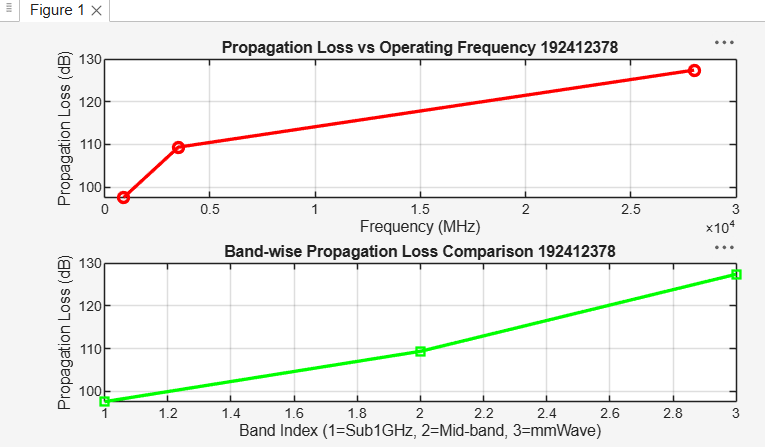 Figure 1 ×
Propagation Loss vs Operating Frequency 192412378
Propagation Loss (dB)
130
120
110
100
0 0.5 1 1.5 2 2.5 3
Frequency (MHz)
×10⁴
Band-wise Propagation Loss Comparison 192412378
Propagation Loss (dB)
130
120
110
100
1 1.2 1.4 1.6 1.8 2 2.2 2.4 2.6 2.8 3
Band Index (1=Sub1GHz, 2=Mid-band, 3=mmWave)